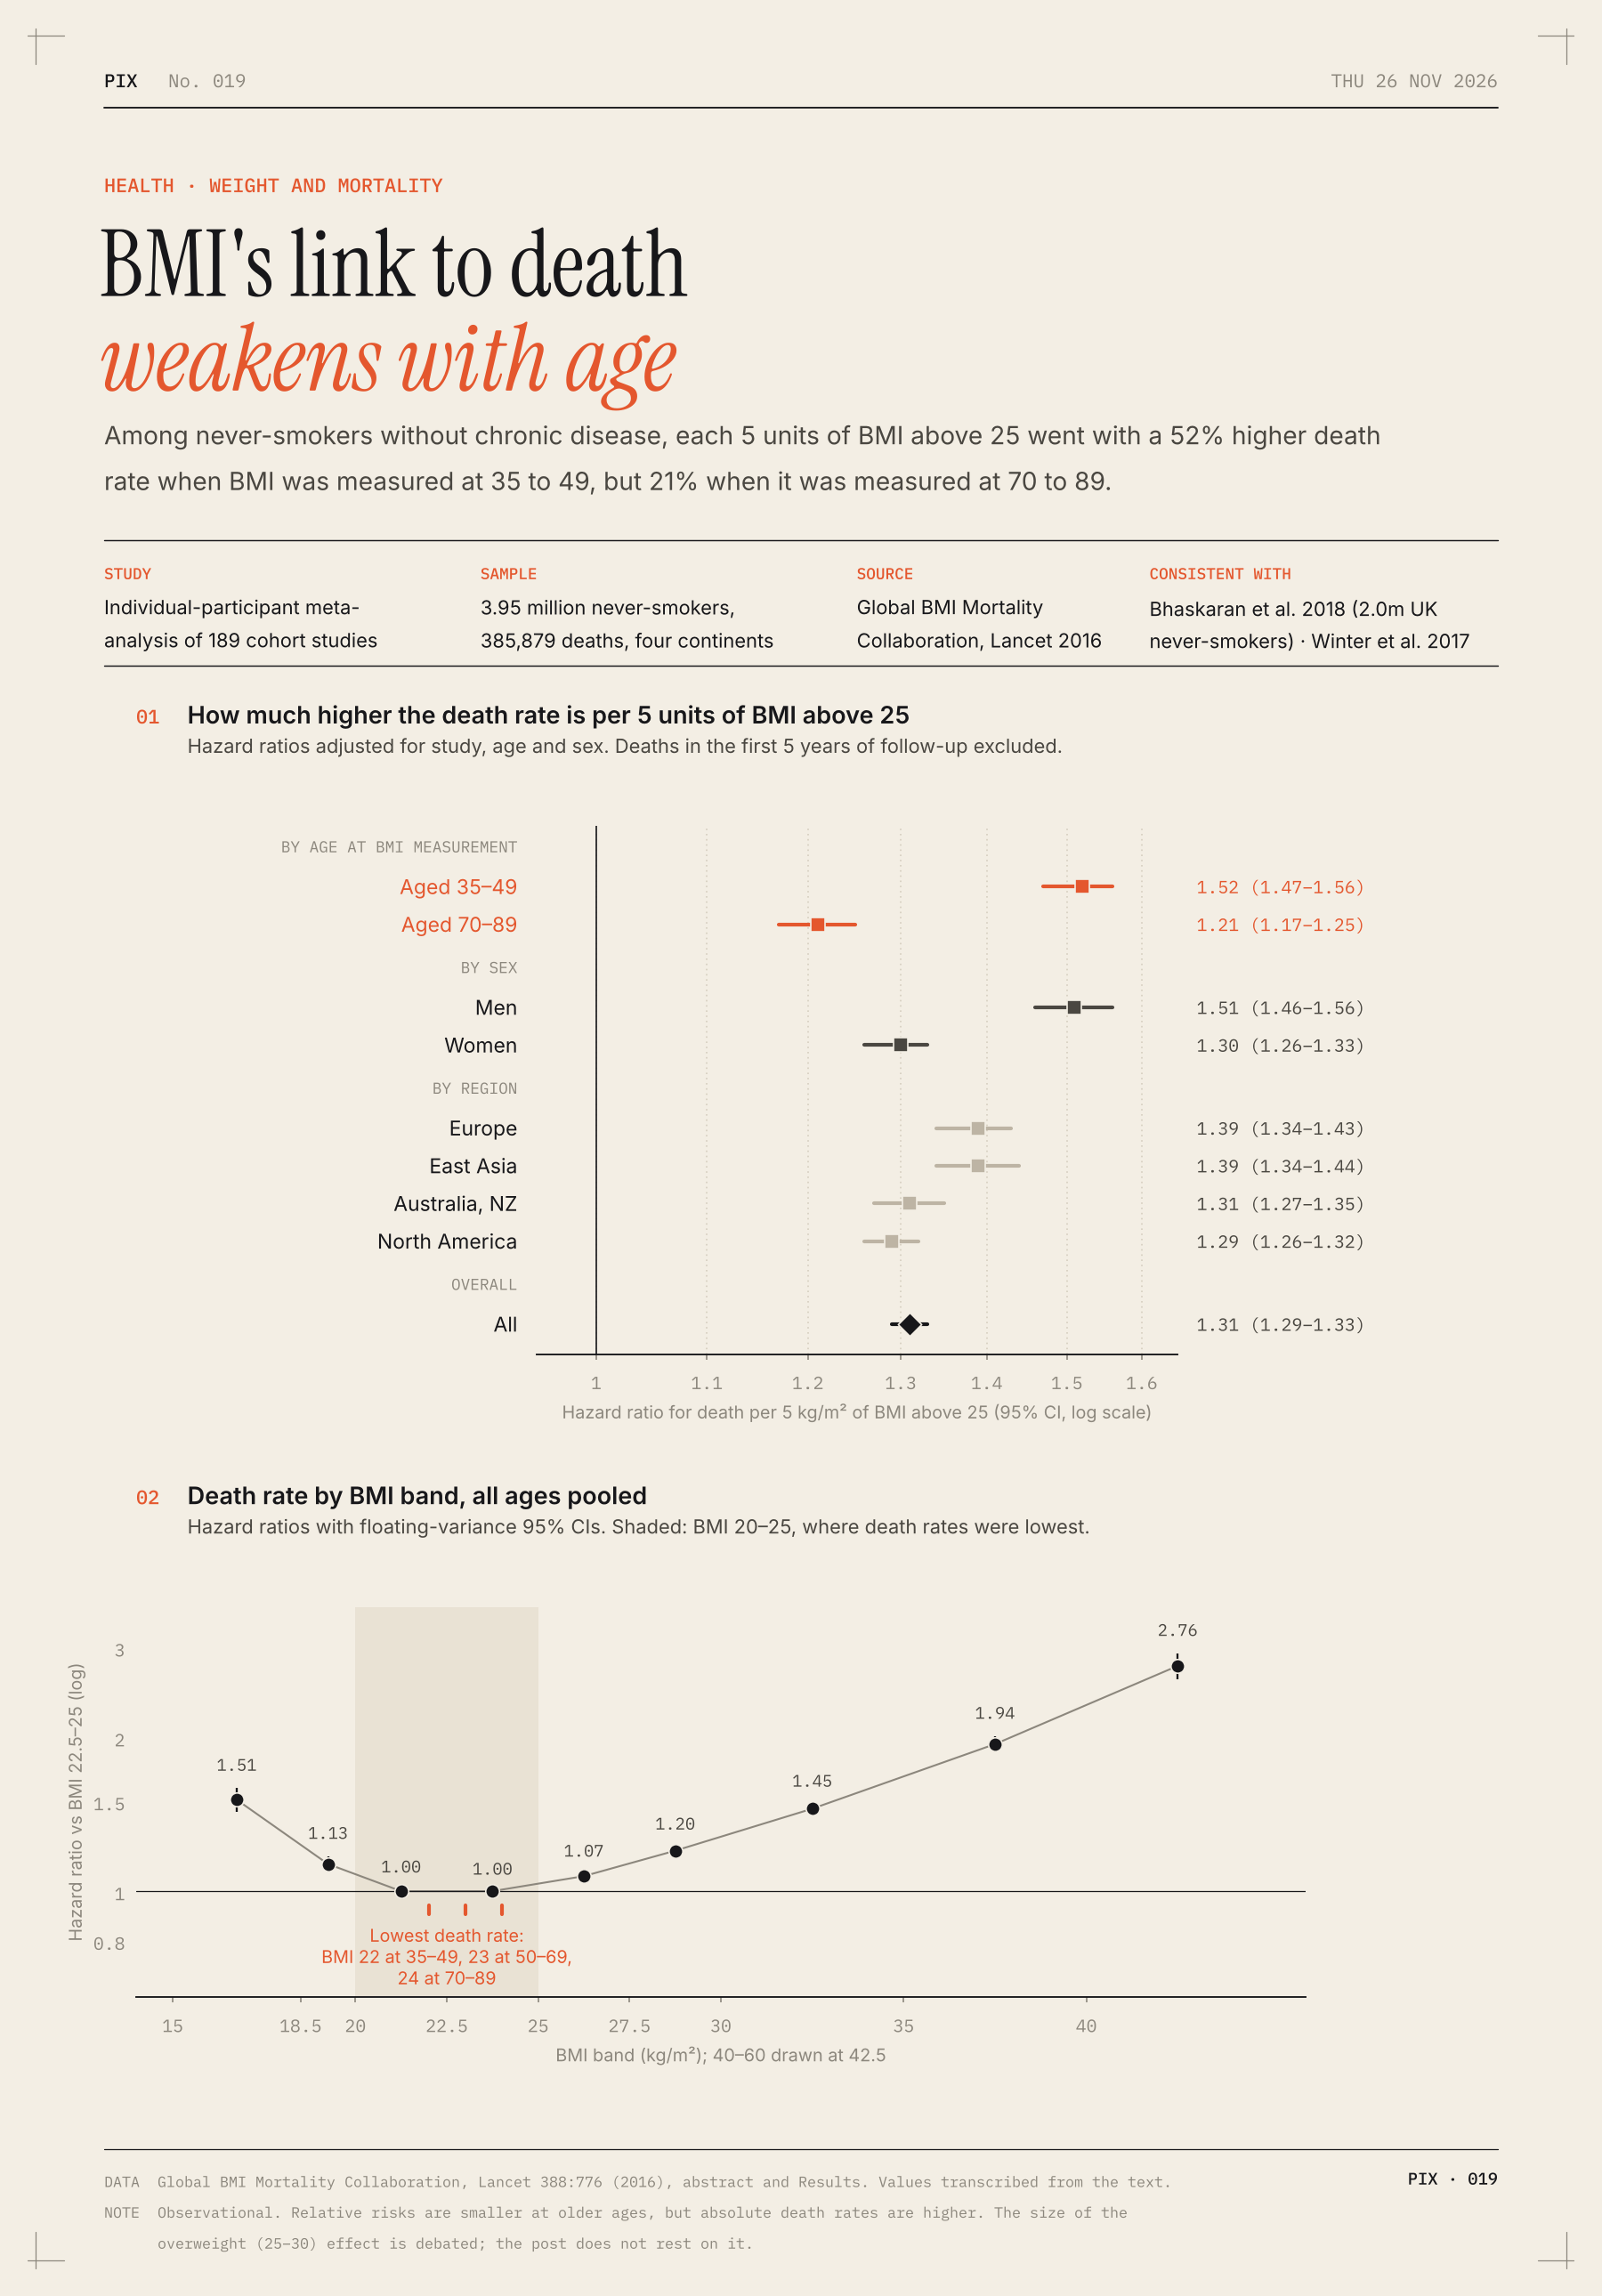 PIX No. 019
THU 26 NOV 2026
HEALTH · WEIGHT AND MORTALITY
BMI's link to death
weakens with age
Among never-smokers without chronic disease, each 5 units of BMI above 25 went with a 52% higher death
rate when BMI was measured at 35 to 49, but 21% when it was measured at 70 to 89.
STUDY
Individual-participant meta-
analysis of 189 cohort studies
SAMPLE
3.95 million never-smokers,
385,879 deaths, four continents
SOURCE
Global BMI Mortality
Collaboration, Lancet 2016
CONSISTENT WITH
Bhaskaran et al. 2018 (2.0m UK
never-smokers) · Winter et al. 2017
01 How much higher the death rate is per 5 units of BMI above 25
Hazard ratios adjusted for study, age and sex. Deaths in the first 5 years of follow-up excluded.
BY AGE AT BMI MEASUREMENT
Aged 35–49 1.52 (1.47–1.56)
Aged 70–89 1.21 (1.17–1.25)
BY SEX
Men 1.51 (1.46–1.56)
Women 1.30 (1.26–1.33)
BY REGION
Europe 1.39 (1.34–1.43)
East Asia 1.39 (1.34–1.44)
Australia, NZ 1.31 (1.27–1.35)
North America 1.29 (1.26–1.32)
OVERALL
All 1.31 (1.29–1.33)
1 1.1 1.2 1.3 1.4 1.5 1.6
Hazard ratio for death per 5 kg/m² of BMI above 25 (95% CI, log scale)
02 Death rate by BMI band, all ages pooled
Hazard ratios with floating-variance 95% CIs. Shaded: BMI 20–25, where death rates were lowest.
Hazard ratio vs BMI 22.5–25 (log)
3
2
1.5
1
0.8
1.51
1.13
1.00
1.00
1.07
1.20
1.45
1.94
2.76
Lowest death rate:
BMI 22 at 35–49, 23 at 50–69,
24 at 70–89
15 18.5 20 22.5 25 27.5 30 35 40
BMI band (kg/m²); 40–60 drawn at 42.5
DATA Global BMI Mortality Collaboration, Lancet 388:776 (2016), abstract and Results. Values transcribed from the text.
NOTE Observational. Relative risks are smaller at older ages, but absolute death rates are higher. The size of the
overweight (25–30) effect is debated; the post does not rest on it.
PIX · 019